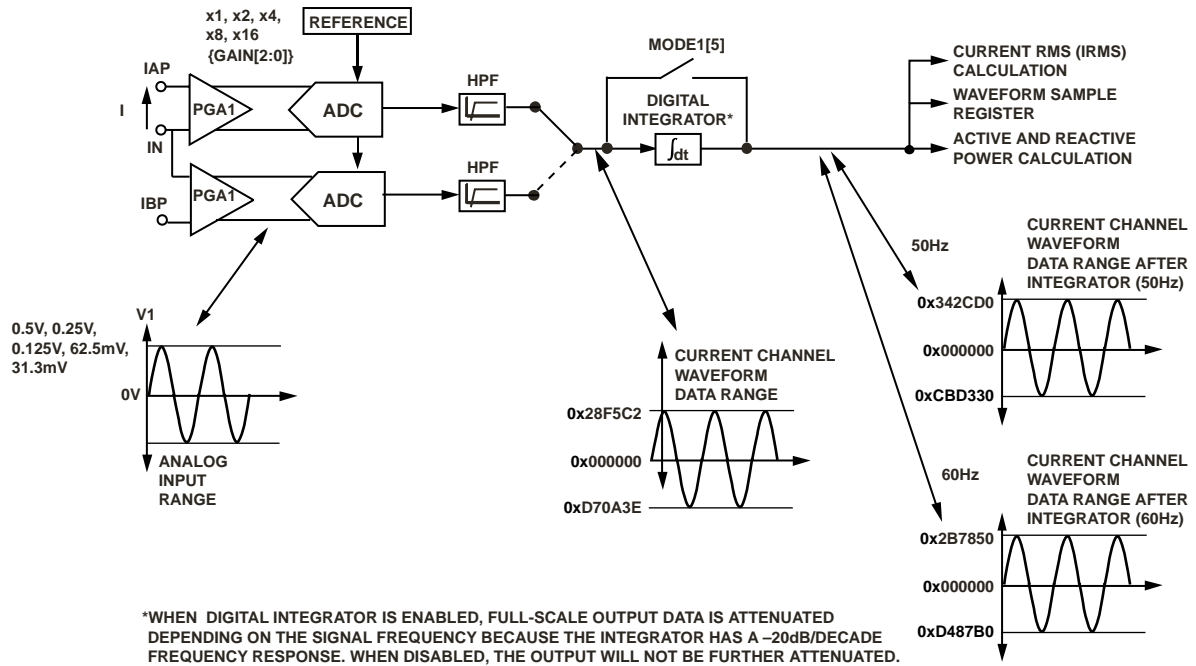 x1, x2, x4,
x8, x16
{GAIN[2:0]}
REFERENCE
IAP
I
IN
IBP
PGA1
ADC
HPF
PGA1
ADC
HPF
MODE1[5]
DIGITAL
INTEGRATOR*
∫dt
CURRENT RMS (IRMS)
CALCULATION
WAVEFORM SAMPLE
REGISTER
ACTIVE AND REACTIVE
POWER CALCULATION
V1
0.5V, 0.25V,
0.125V, 62.5mV,
31.3mV
0V
ANALOG
INPUT
RANGE
CURRENT CHANNEL
WAVEFORM
DATA RANGE
0x28F5C2
0x000000
0xD70A3E
50Hz
CURRENT CHANNEL
WAVEFORM
DATA RANGE AFTER
INTEGRATOR (50Hz)
0x342CD0
0x000000
0xCBD330
60Hz
CURRENT CHANNEL
WAVEFORM
DATA RANGE AFTER
INTEGRATOR (60Hz)
0x2B7850
0x000000
0xD487B0
*WHEN DIGITAL INTEGRATOR IS ENABLED, FULL-SCALE OUTPUT DATA IS ATTENUATED
DEPENDING ON THE SIGNAL FREQUENCY BECAUSE THE INTEGRATOR HAS A –20dB/DECADE
FREQUENCY RESPONSE. WHEN DISABLED, THE OUTPUT WILL NOT BE FURTHER ATTENUATED.